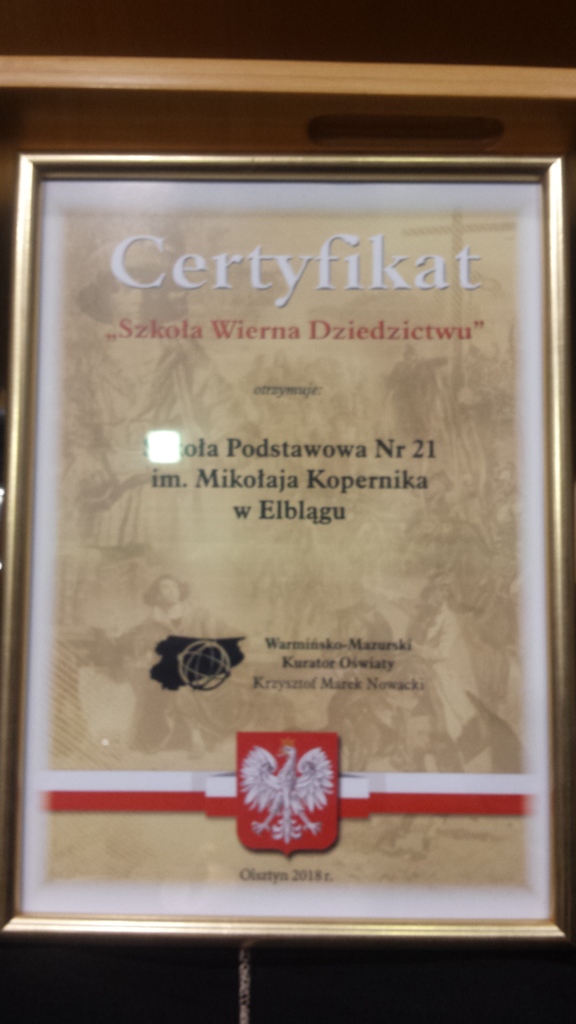 Certyfikat
„Szkoła Wierna Dziedzictwu”
otrzymuje:
Szkoła Podstawowa Nr 21
im. Mikołaja Kopernika
w Elblągu
Warmińsko-Mazurski
Kurator Oświaty
Krzysztof Marek Nowacki
Olsztyn 2018 r.